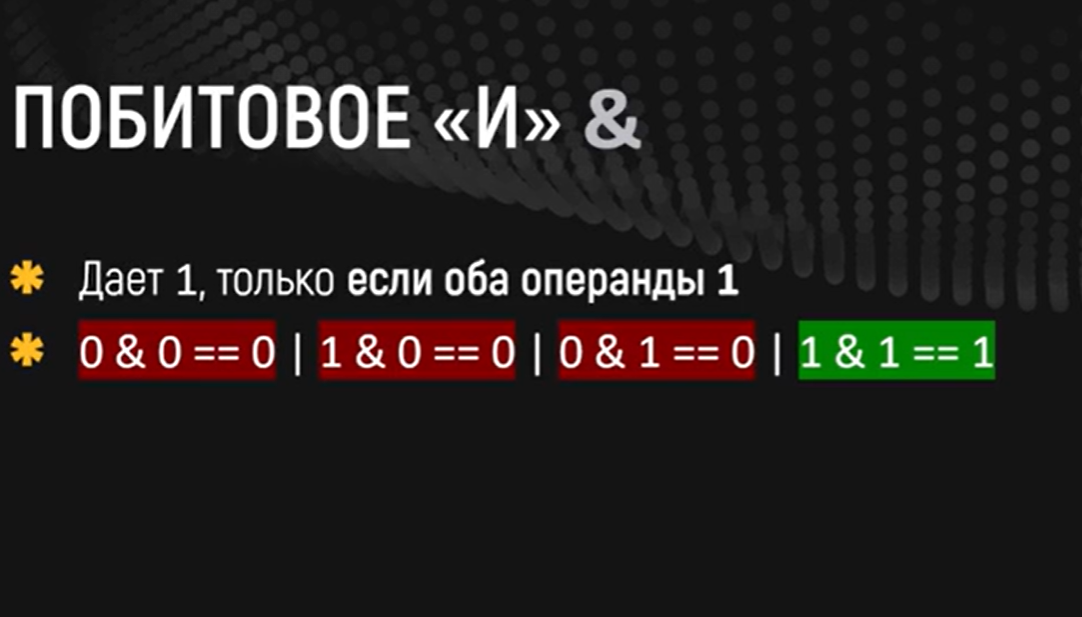 ПОБИТОВОЕ «И» &
✱ Дает 1, только если оба операнды 1
✱ 0 & 0 == 0 | 1 & 0 == 0 | 0 & 1 == 0 | 1 & 1 == 1